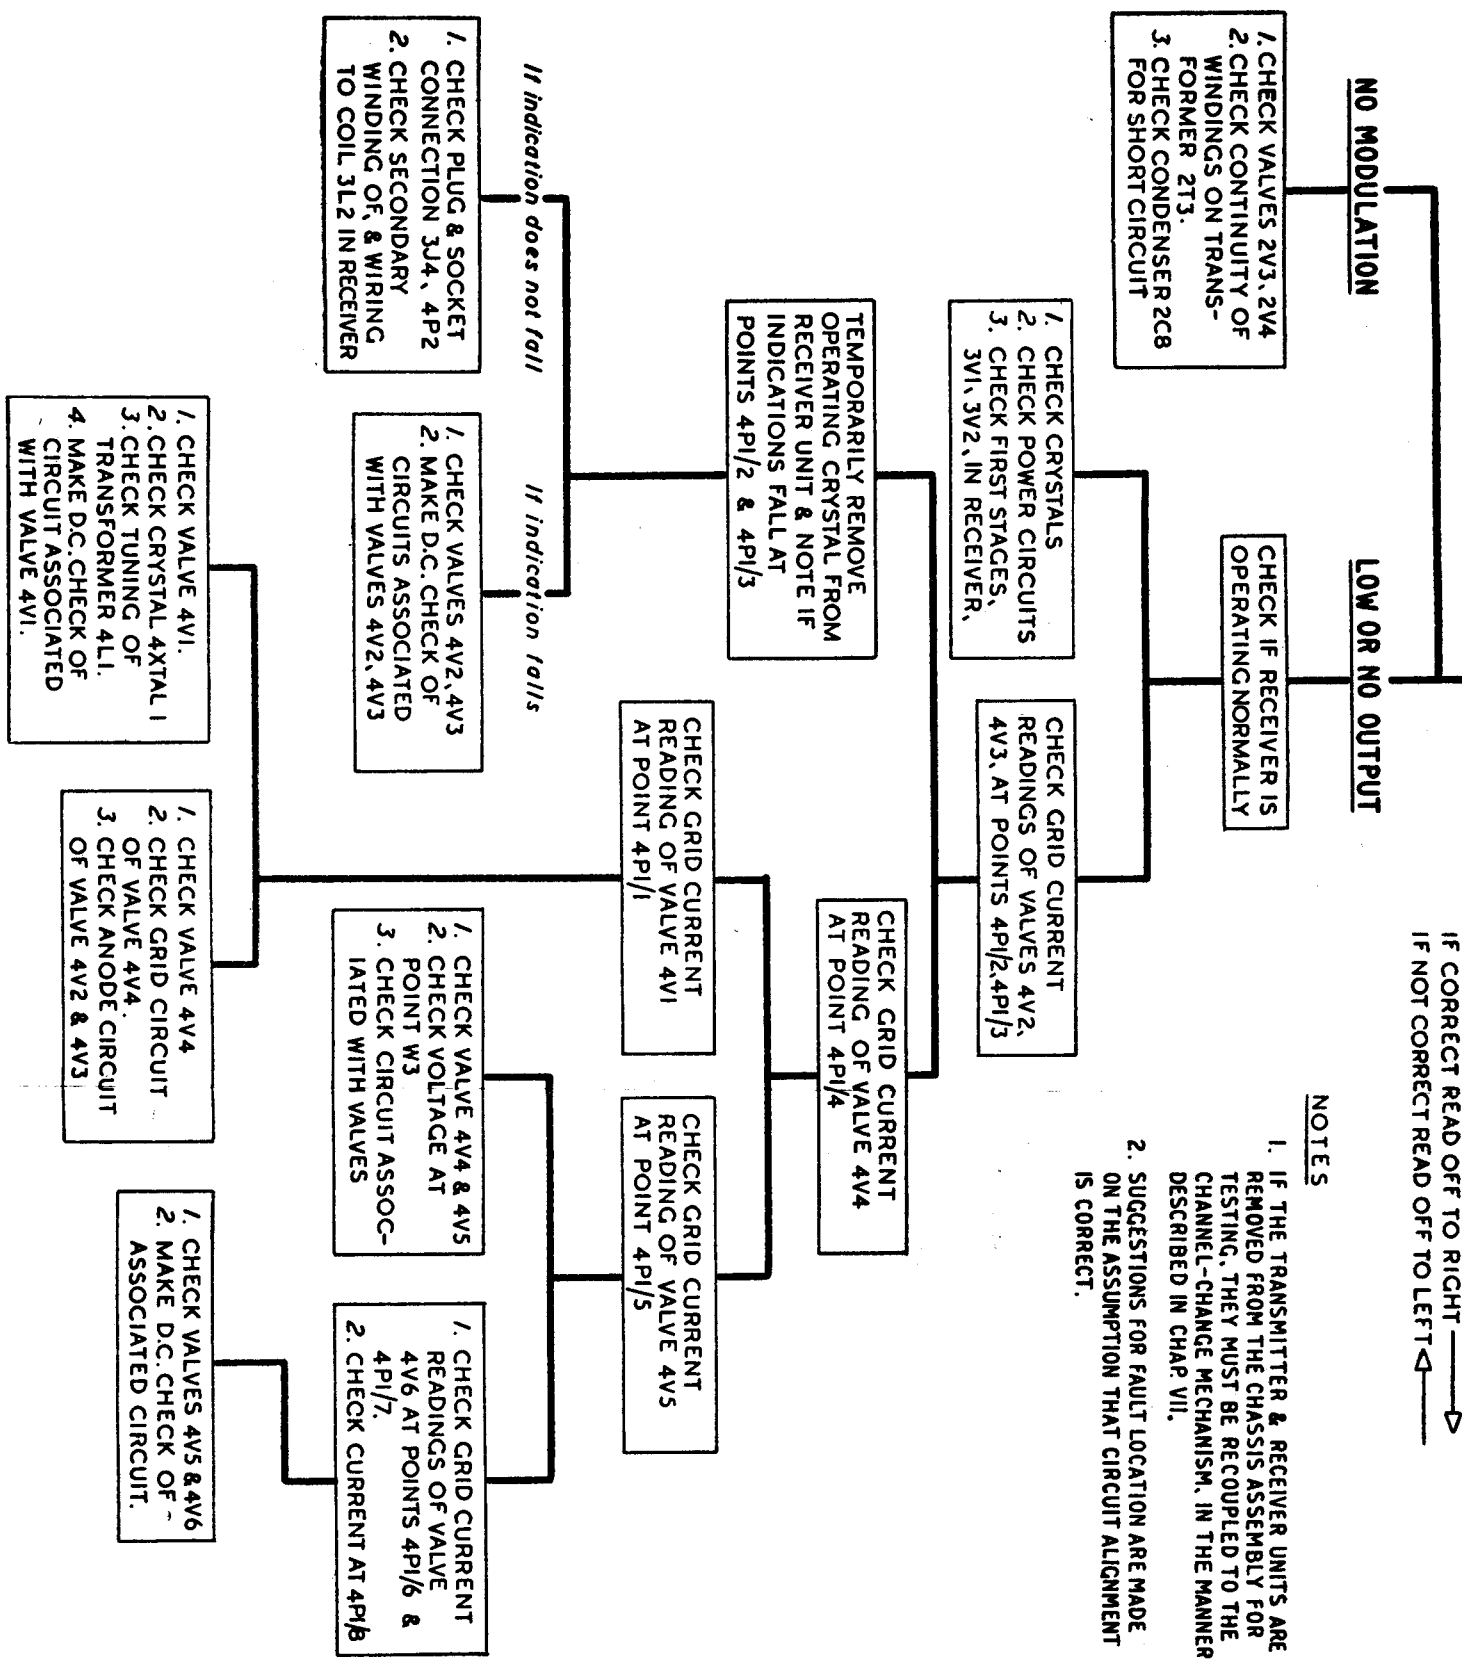 IF CORRECT READ OFF TO RIGHT
IF NOT CORRECT READ OFF TO LEFT
NO MODULATION
LOW OR NO OUTPUT
1. CHECK VALVES 2V3, 2V4
2. CHECK CONTINUITY OF
WINDINGS ON TRANS-
FORMER 2T3.
3. CHECK CONDENSER 2C8
FOR SHORT CIRCUIT
CHECK IF RECEIVER IS
OPERATING NORMALLY
NOTES
1. IF THE TRANSMITTER & RECEIVER UNITS ARE
REMOVED FROM THE CHASSIS ASSEMBLY FOR
TESTING, THEY MUST BE RECOUPLED TO THE
CHANNEL-CHANGE MECHANISM, IN THE MANNER
DESCRIBED IN CHAP. VII.
2. SUGGESTIONS FOR FAULT LOCATION ARE MADE
ON THE ASSUMPTION THAT CIRCUIT ALIGNMENT
IS CORRECT.
1. CHECK CRYSTALS
2. CHECK POWER CIRCUITS
3. CHECK FIRST STAGES,
3V1, 3V2, IN RECEIVER,
CHECK GRID CURRENT
READINGS OF VALVES 4V2,
4V3, AT POINTS 4P1/2, 4P1/3
TEMPORARILY REMOVE
OPERATING CRYSTAL FROM
RECEIVER UNIT & NOTE IF
INDICATIONS FALL AT
POINTS 4P1/2 & 4P1/3
CHECK GRID CURRENT
READING OF VALVE 4V4
AT POINT 4P1/4
CHECK GRID CURRENT
READING OF VALVE 4V1
AT POINT 4P1/1
CHECK GRID CURRENT
READING OF VALVE 4V5
AT POINT 4P1/5
If indication does not fall
If indication falls
1. CHECK PLUG & SOCKET
CONNECTION 3J4, 4P2
2. CHECK SECONDARY
WINDING OF, & WIRING
TO COIL 3L2 IN RECEIVER
1. CHECK VALVES 4V2, 4V3
2. MAKE D.C. CHECK OF
CIRCUITS ASSOCIATED
WITH VALVES 4V2, 4V3
1. CHECK VALVE 4V4 & 4V5
2. CHECK VOLTAGE AT
POINT W3
3. CHECK CIRCUIT ASSOC-
IATED WITH VALVES
1. CHECK GRID CURRENT
READINGS OF VALVE
4V6 AT POINTS 4P1/6 &
4P1/7.
2. CHECK CURRENT AT 4P1/8
1. CHECK VALVE 4V1.
2. CHECK CRYSTAL 4XTAL 1
3. CHECK TUNING OF
TRANSFORMER 4L1.
4. MAKE D.C. CHECK OF
CIRCUIT ASSOCIATED
WITH VALVE 4V1.
1. CHECK VALVE 4V4
2. CHECK GRID CIRCUIT
OF VALVE 4V4.
3. CHECK ANODE CIRCUIT
OF VALVE 4V2 & 4V3
1. CHECK VALVES 4V5 & 4V6
2. MAKE D.C. CHECK OF
ASSOCIATED CIRCUIT.